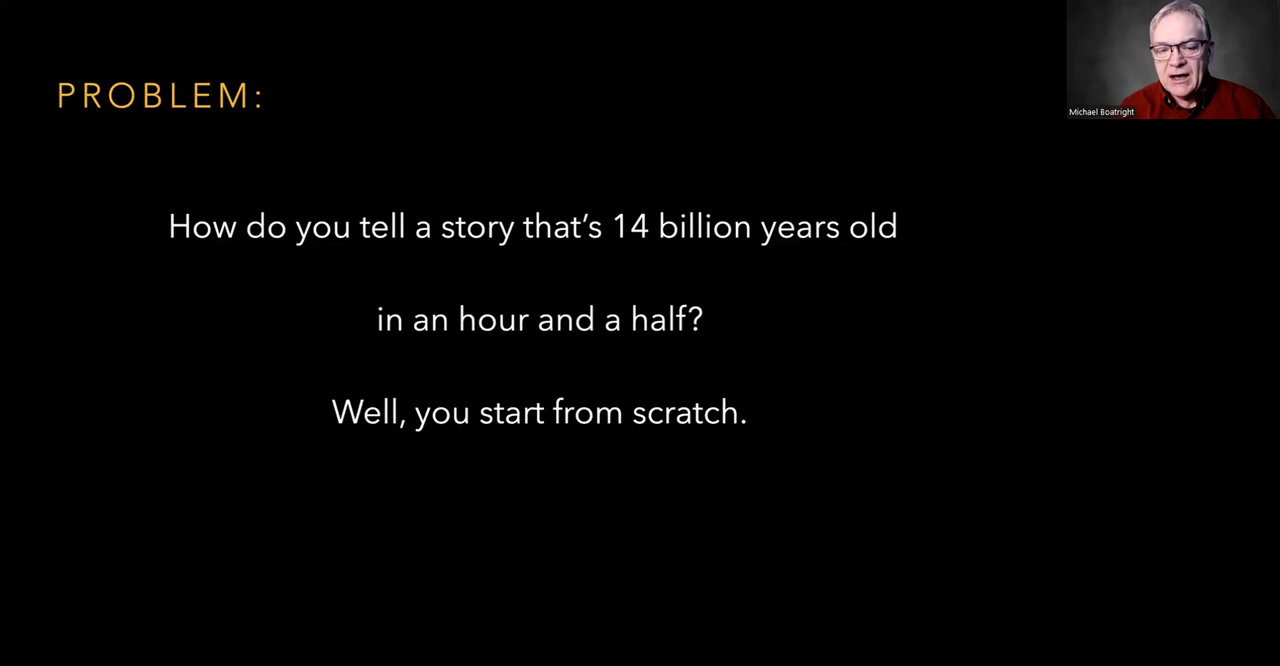 PROBLEM:
Michael Boatright
How do you tell a story that’s 14 billion years old
in an hour and a half?
Well, you start from scratch.